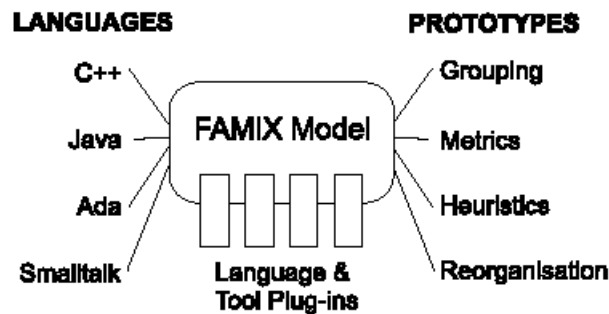 LANGUAGES
C++
Java
Ada
Smalltalk
FAMIX Model
Language &
Tool Plug-ins
PROTOTYPES
Grouping
Metrics
Heuristics
Reorganisation